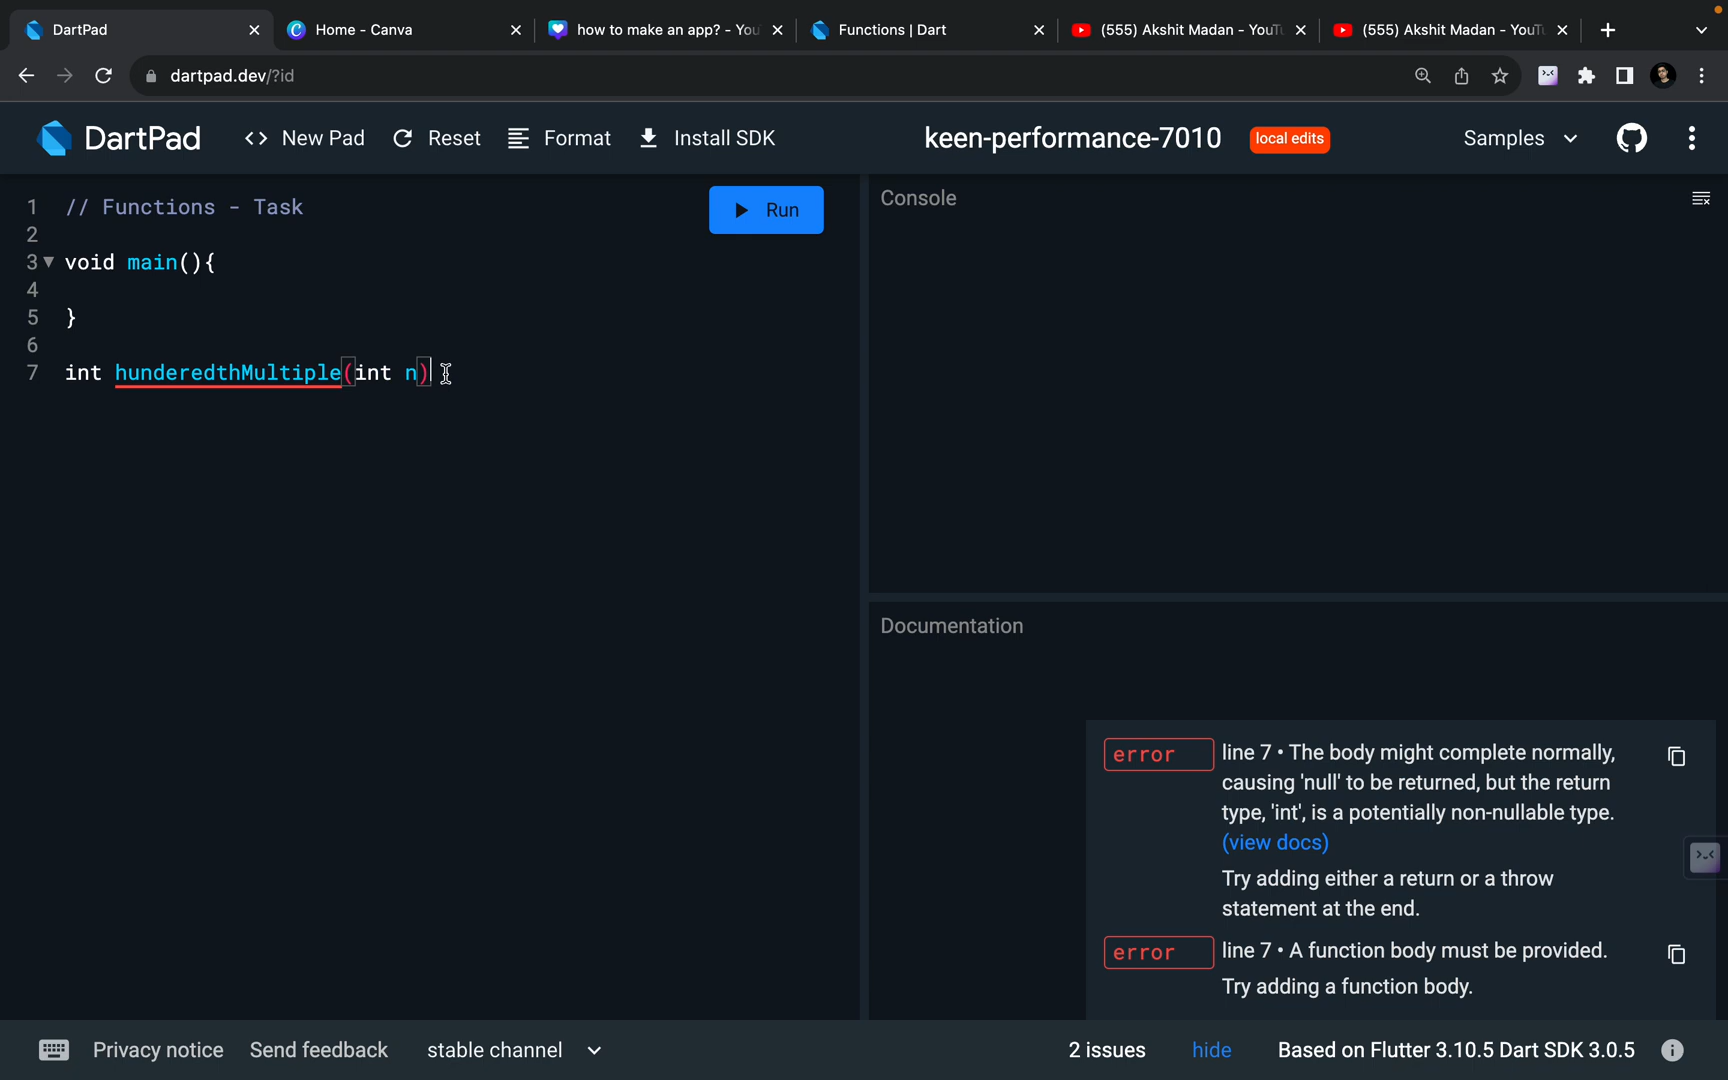 DartPad
Home - Canva
how to make an app? - You
Functions | Dart
(555) Akshit Madan - YouTu
(555) Akshit Madan - YouTu
dartpad.dev/?id
DartPad
<> New Pad
Reset
Format
Install SDK
keen-performance-7010
local edits
Samples
1 // Functions - Task
2
3 void main(){
4
5 }
6
7 int hunderedthMultiple(int n)
Run
Console
Documentation
error line 7 • The body might complete normally,
causing 'null' to be returned, but the return
type, 'int', is a potentially non-nullable type.
(view docs)
Try adding either a return or a throw
statement at the end.
error line 7 • A function body must be provided.
Try adding a function body.
Privacy notice
Send feedback
stable channel
2 issues
hide
Based on Flutter 3.10.5 Dart SDK 3.0.5